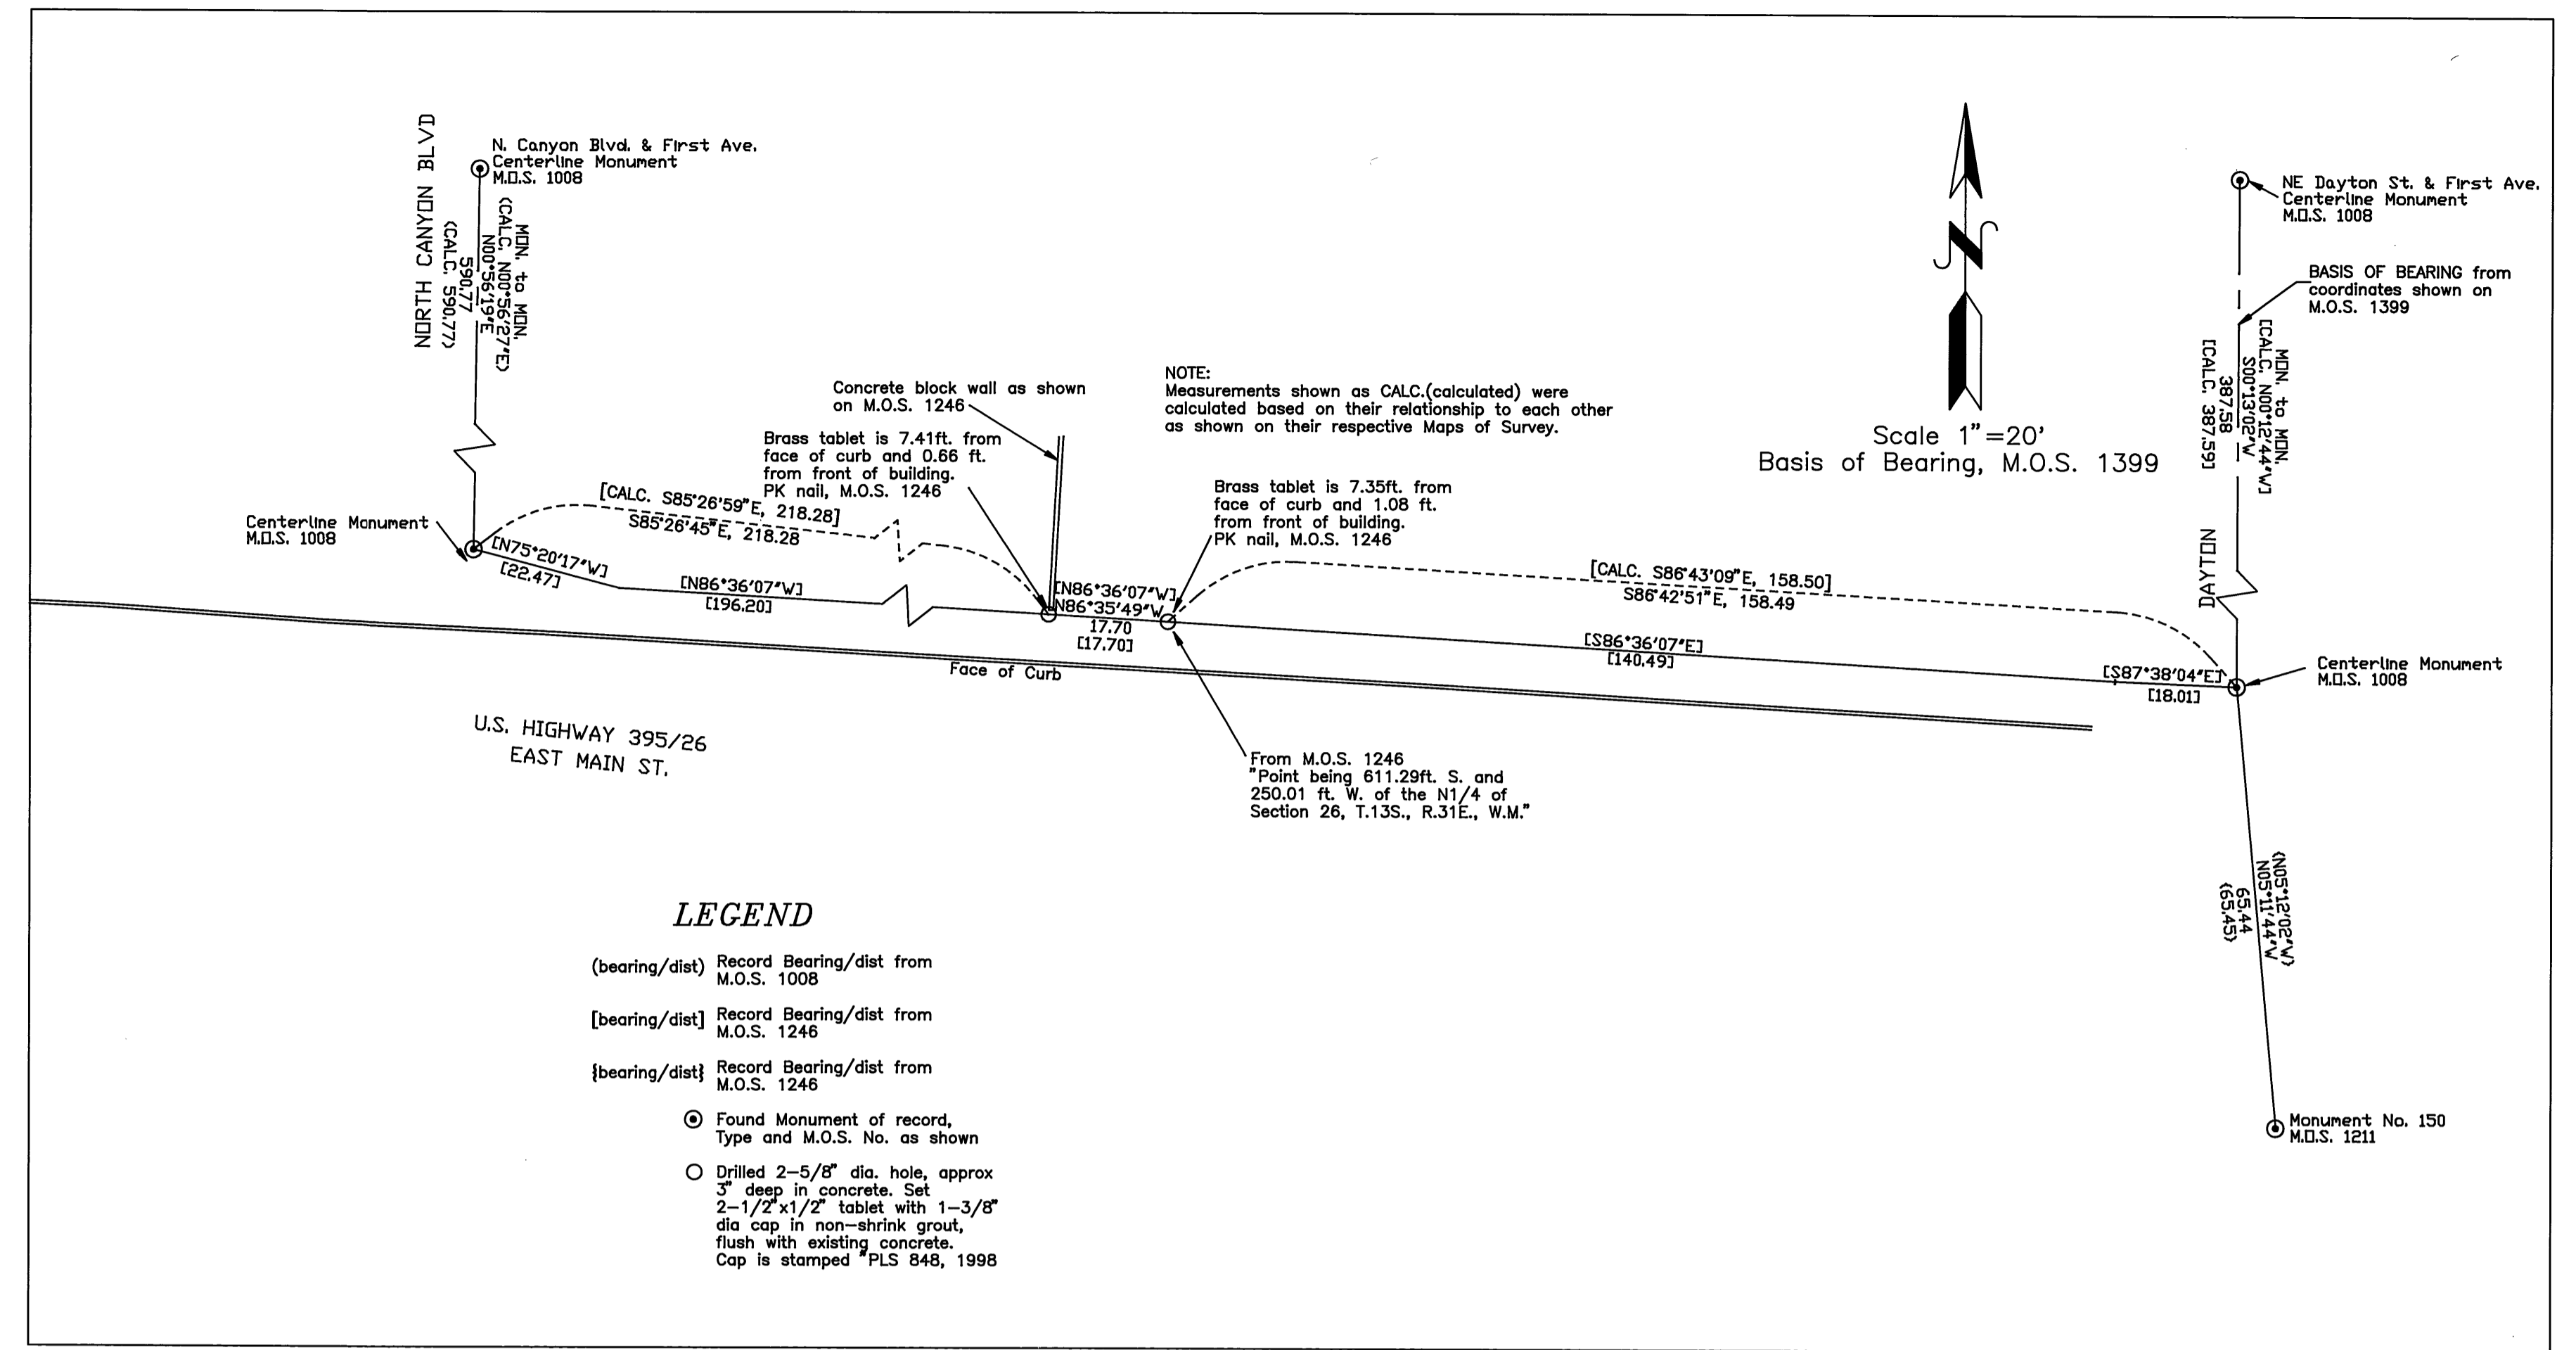 NORTH CANYON BLVD
N. Canyon Blvd. & First Ave.
Centerline Monument
M.O.S. 1008
MON. to MON.
(CALC. N00°56'27"E)
N00°56'19"E
590.77
(CALC. 590.77)
Centerline Monument
M.O.S. 1008
[CALC. S85°26'59"E, 218.28]
S85°26'45"E, 218.28
[N75°20'17"W]
[22.47]
[N86°36'07"W]
[196.20]
Concrete block wall as shown
on M.O.S. 1246
Brass tablet is 7.41ft. from
face of curb and 0.66 ft.
from front of building.
PK nail, M.O.S. 1246
NOTE:
Measurements shown as CALC.(calculated) were
calculated based on their relationship to each other
as shown on their respective Maps of Survey.
Brass tablet is 7.35ft. from
face of curb and 1.08 ft.
from front of building.
PK nail, M.O.S. 1246
[N86°36'07"W]
N86°35'49"W
17.70
[17.70]
N
Scale 1"=20'
Basis of Bearing, M.O.S. 1399
NE Dayton St. & First Ave.
Centerline Monument
M.O.S. 1008
BASIS OF BEARING from
coordinates shown on
M.O.S. 1399
MON. to MON.
[CALC. N00°12'44"W]
S00°13'02"W
387.58
[CALC. 387.59]
DAYTON
[CALC. S86°43'09"E, 158.50]
S86°42'51"E, 158.49
[S86°36'07"E]
[140.49]
[S87°38'04"E]
[18.01]
Centerline Monument
M.O.S. 1008
Face of Curb
U.S. HIGHWAY 395/26
EAST MAIN ST.
From M.O.S. 1246
"Point being 611.29ft. S. and
250.01 ft. W. of the N1/4 of
Section 26, T.13S., R.31E., W.M."
{N05°12'02"W}
N05°11'44"W
65.44
{65.45}
Monument No. 150
M.O.S. 1211
LEGEND
(bearing/dist) Record Bearing/dist from
M.O.S. 1008
[bearing/dist] Record Bearing/dist from
M.O.S. 1246
{bearing/dist} Record Bearing/dist from
M.O.S. 1246
Found Monument of record,
Type and M.O.S. No. as shown
Drilled 2-5/8" dia. hole, approx
3" deep in concrete. Set
2-1/2"x1/2" tablet with 1-3/8"
dia cap in non-shrink grout,
flush with existing concrete.
Cap is stamped "PLS 848, 1998